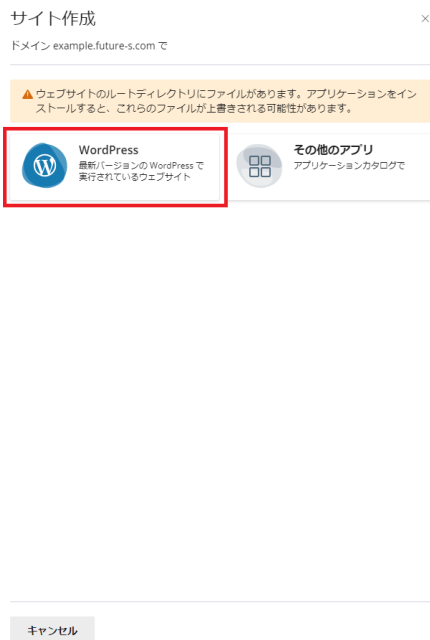 サイト作成
×
ドメイン example.future-s.com で
ウェブサイトのルートディレクトリにファイルがあります。アプリケーションをイン
ストールすると、これらのファイルが上書きされる可能性があります。
WordPress
最新バージョンの WordPress で
実行されているウェブサイト
その他のアプリ
アプリケーションカタログで
キャンセル